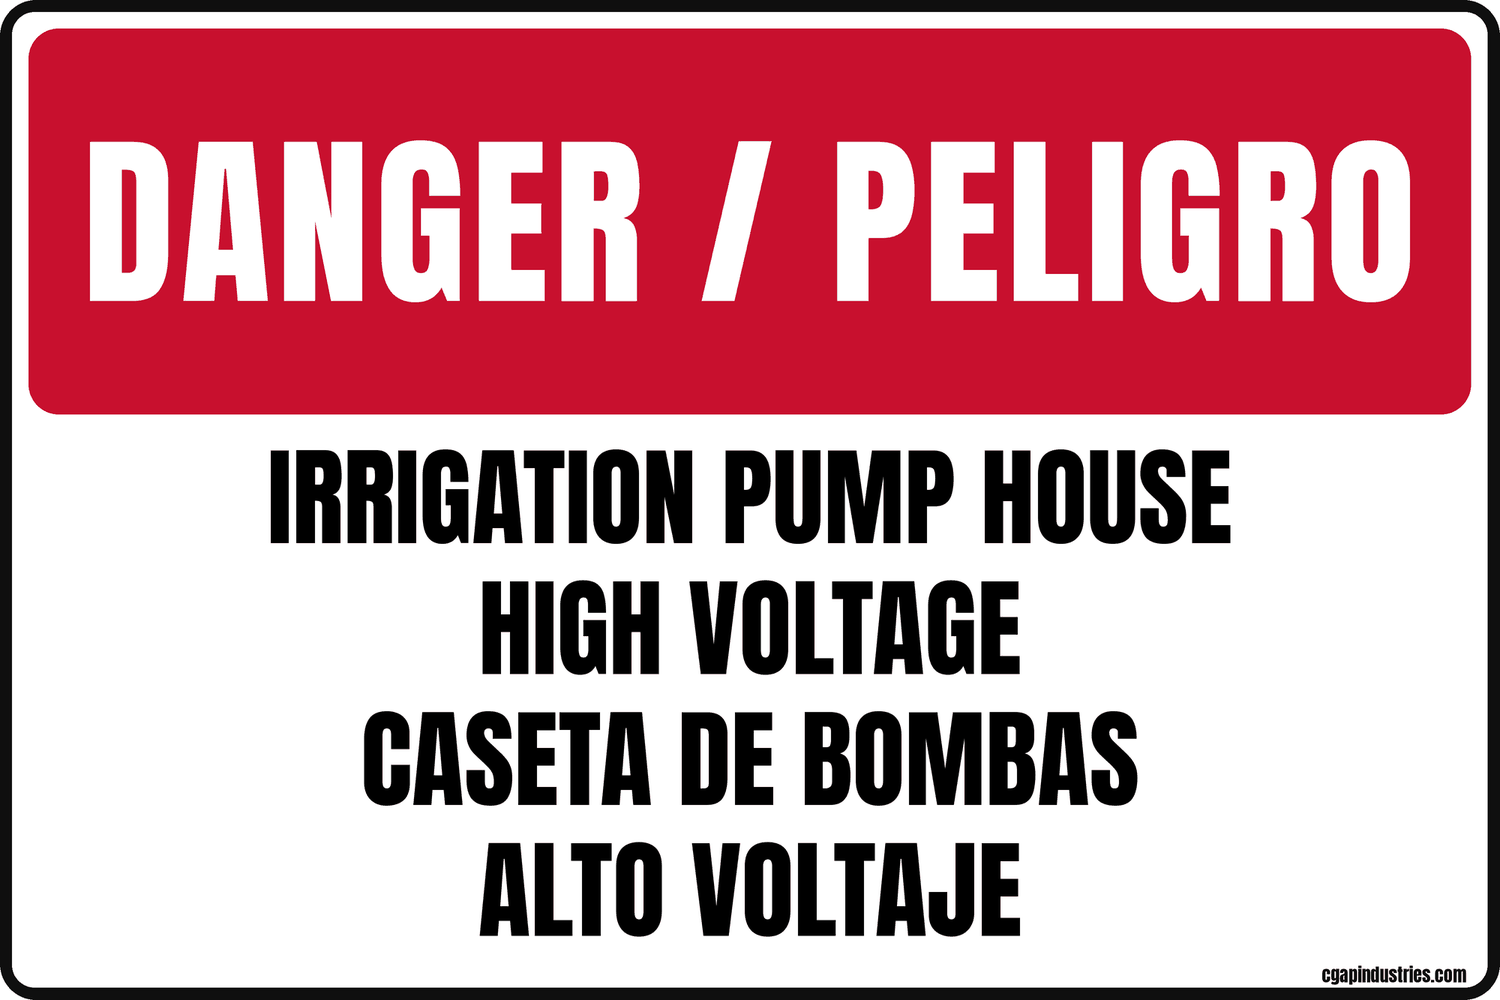 DANGER / PELIGRO
IRRIGATION PUMP HOUSE
HIGH VOLTAGE
CASETA DE BOMBAS
ALTO VOLTAJE
cgapindustries.com